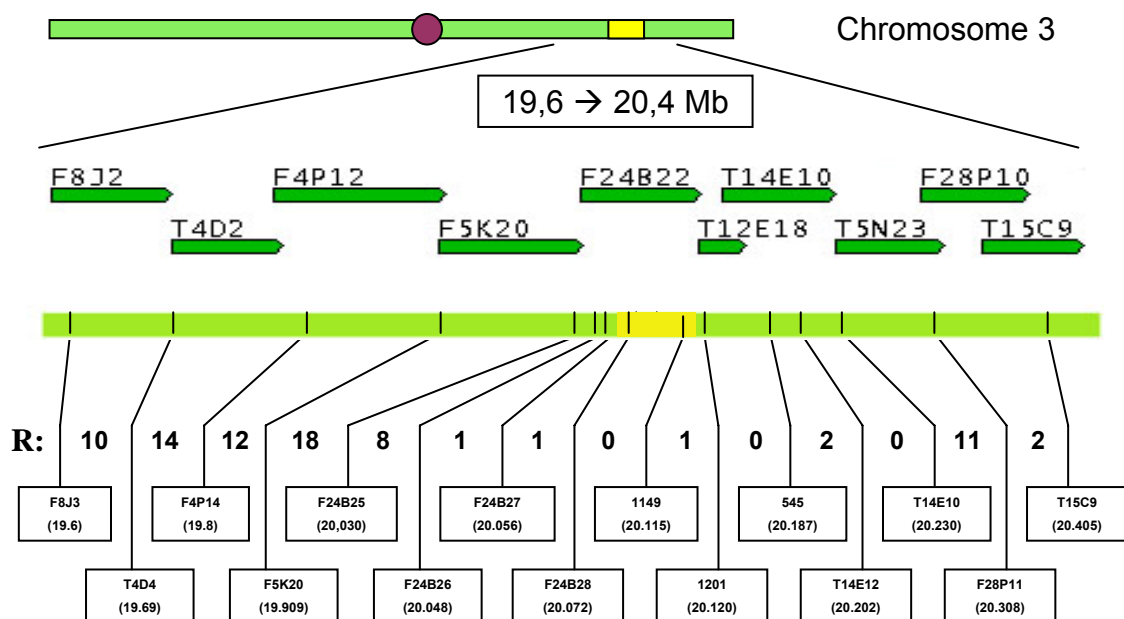 Chromosome 3
19,6 → 20,4 Mb
F8J2 F4P12 F24B22 T14E10 F28P10
T4D2 F5K20 T12E18 T5N23 T15C9
R: 10 14 12 18 8 1 1 0 1 0 2 0 11 2
F8J3 F4P14 F24B25 F24B27 1149 545 T14E10 T15C9
(19.6) (19.8) (20,030) (20.056) (20.115) (20.187) (20.230) (20.405)
T4D4 F5K20 F24B26 F24B28 1201 T14E12 F28P11
(19.69) (19.909) (20.048) (20.072) (20.120) (20.202) (20.308)